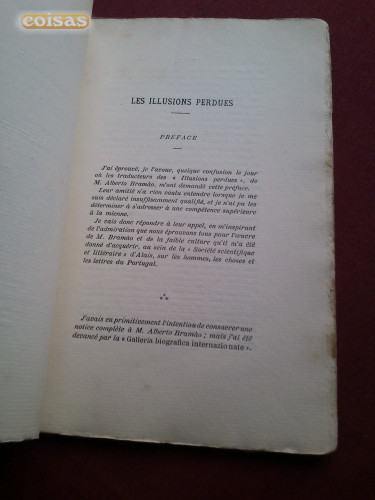 coisas
LES ILLUSIONS PERDUES
PRÉFACE
J'ai éprouvé, je l'avoue, quelque confusion le jour
où les traducteurs des « Illusions perdues », de
M. Alberto Bramão, m'ont demandé cette préface.
Leur amitié n'a rien voulu entendre lorsque je me
suis déclaré insuffisamment qualifié, et je n'ai pu les
déterminer à s'adresser à une compétence supérieure
à la mienne.
Je vais donc répondre à leur appel, en m'inspirant
de l'admiration que nous éprouvons tous pour l'œuvre
de M. Bramão et de la faible culture qu'il m'a été
donné d'acquérir, au sein de la « Société scientifique
et littéraire » d'Alais, sur les hommes, les choses et
les lettres du Portugal.
J'avais eu primitivement l'intention de consacrer une
notice complète à M. Alberto Bramão ; mais j'ai été
devancé par la « Galleria biografica internazionale ».